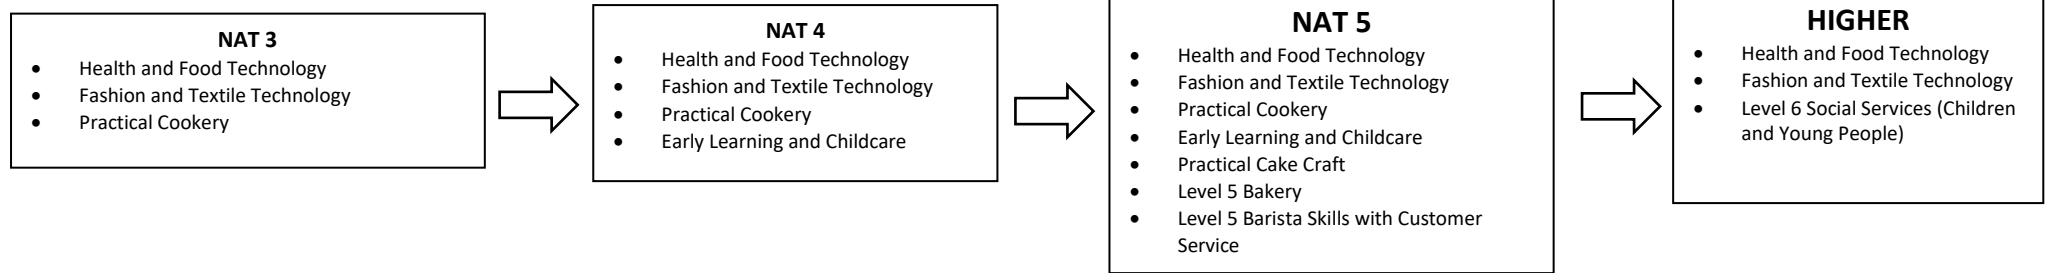 NAT 3
• Health and Food Technology
• Fashion and Textile Technology
• Practical Cookery
NAT 4
• Health and Food Technology
• Fashion and Textile Technology
• Practical Cookery
• Early Learning and Childcare
NAT 5
• Health and Food Technology
• Fashion and Textile Technology
• Practical Cookery
• Early Learning and Childcare
• Practical Cake Craft
• Level 5 Bakery
• Level 5 Barista Skills with Customer
Service
HIGHER
• Health and Food Technology
• Fashion and Textile Technology
• Level 6 Social Services (Children
and Young People)